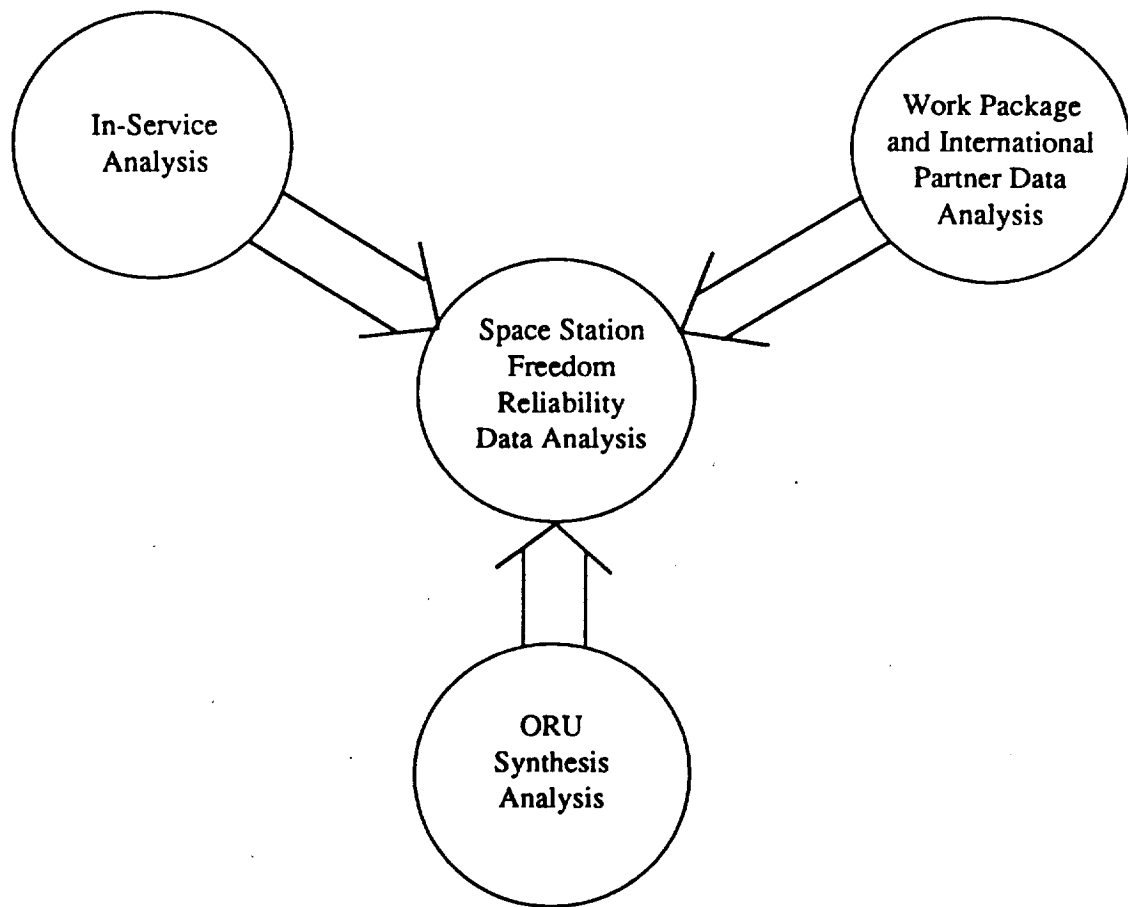 In-Service
Analysis
Work Package
and International
Partner Data
Analysis
Space Station
Freedom
Reliability
Data Analysis
ORU
Synthesis
Analysis